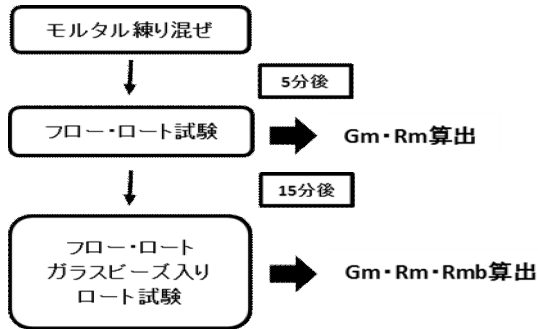 モルタル練り混ぜ
5分後
フロー・ロート試験
Gm・Rm算出
15分後
フロー・ロート
ガラスビーズ入り
ロート試験
Gm・Rm・Rmb算出